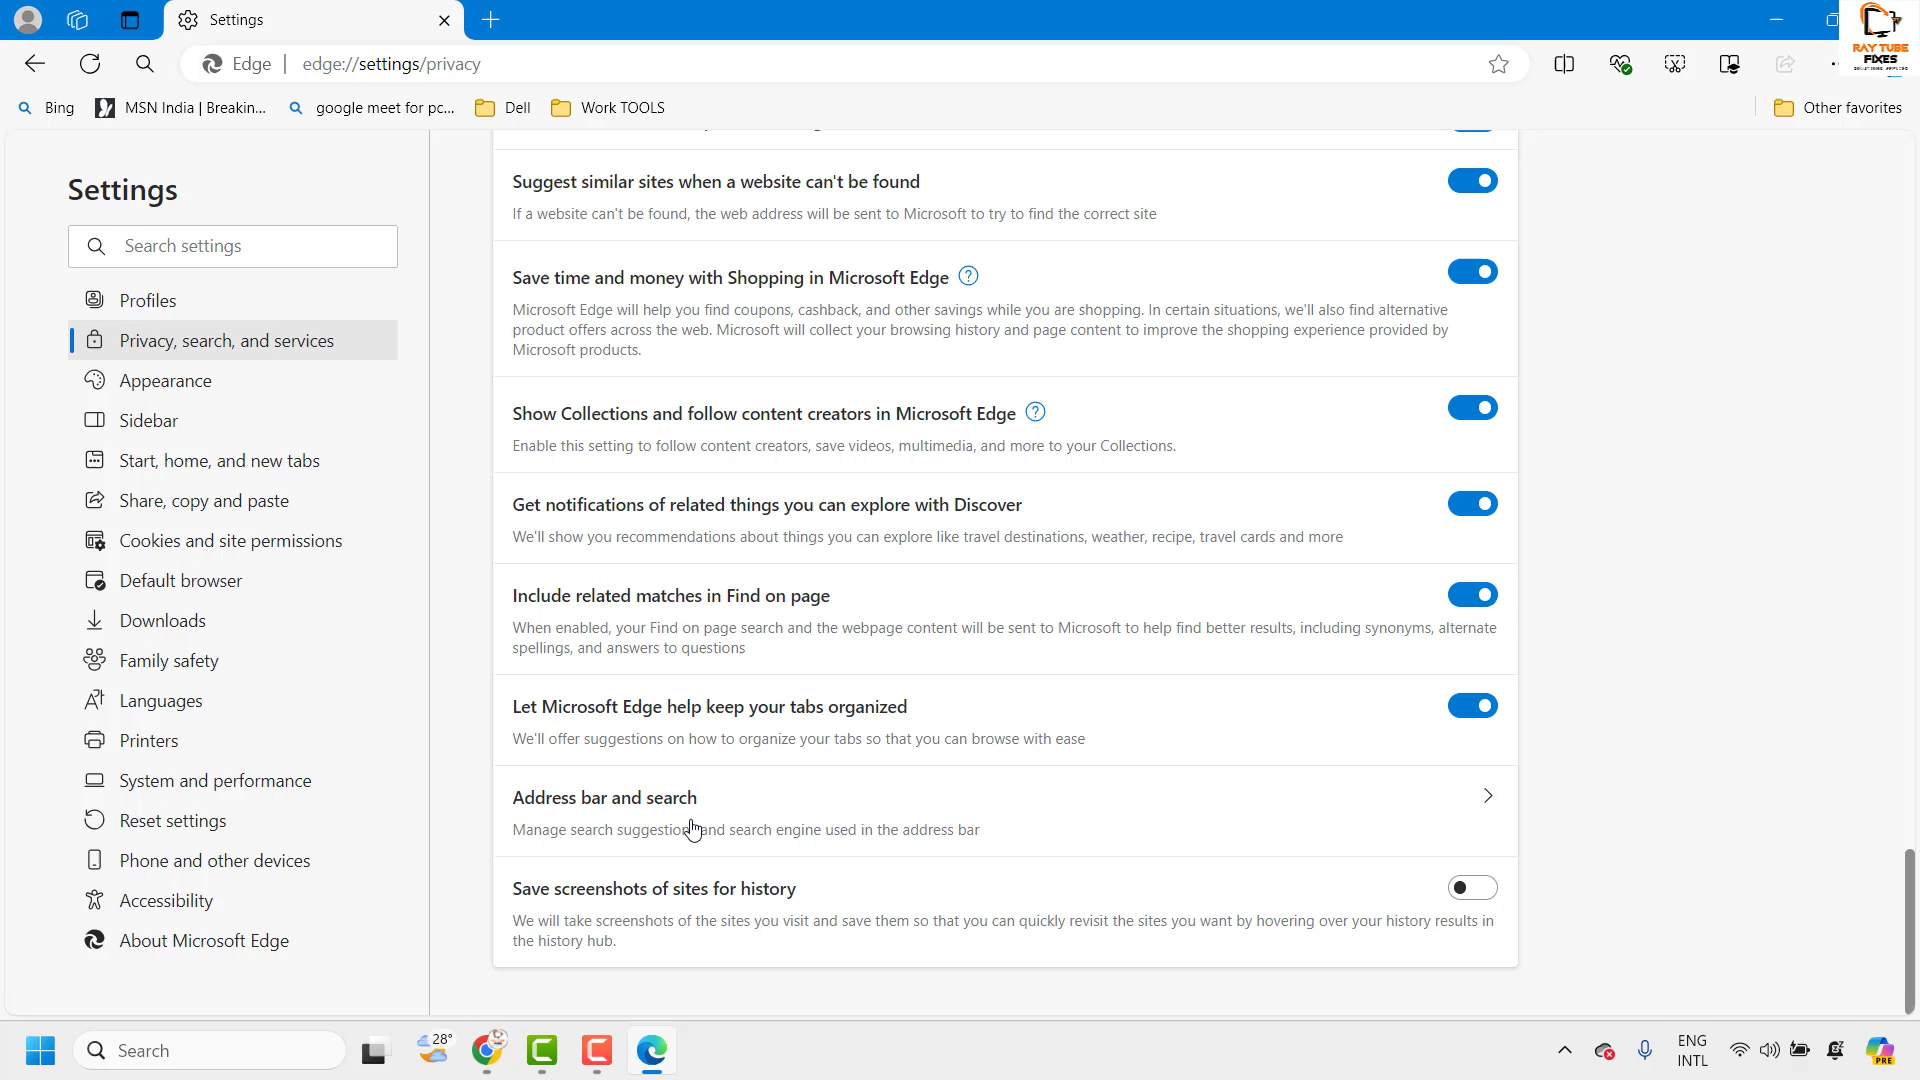 Settings
RAY TUBE
FIXES
Edge
edge://settings/privacy
Bing
MSN India | Breakin...
google meet for pc...
Dell
Work TOOLS
Other favorites
Settings
Search settings
Profiles
Privacy, search, and services
Appearance
Sidebar
Start, home, and new tabs
Share, copy and paste
Cookies and site permissions
Default browser
Downloads
Family safety
Languages
Printers
System and performance
Reset settings
Phone and other devices
Accessibility
About Microsoft Edge
Suggest similar sites when a website can't be found
If a website can't be found, the web address will be sent to Microsoft to try to find the correct site
Save time and money with Shopping in Microsoft Edge
Microsoft Edge will help you find coupons, cashback, and other savings while you are shopping. In certain situations, we'll also find alternative
product offers across the web. Microsoft will collect your browsing history and page content to improve the shopping experience provided by
Microsoft products.
Show Collections and follow content creators in Microsoft Edge
Enable this setting to follow content creators, save videos, multimedia, and more to your Collections.
Get notifications of related things you can explore with Discover
We'll show you recommendations about things you can explore like travel destinations, weather, recipe, travel cards and more
Include related matches in Find on page
When enabled, your Find on page search and the webpage content will be sent to Microsoft to help find better results, including synonyms, alternate
spellings, and answers to questions
Let Microsoft Edge help keep your tabs organized
We'll offer suggestions on how to organize your tabs so that you can browse with ease
Address bar and search
Manage search suggestion and search engine used in the address bar
Save screenshots of sites for history
We will take screenshots of the sites you visit and save them so that you can quickly revisit the sites you want by hovering over your history results in
the history hub.
Search
28°
ENG
INTL
PRE